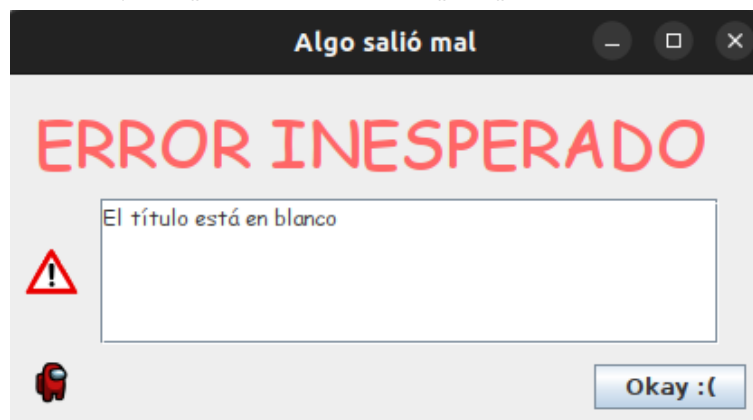 Algo salió mal
ERROR INESPERADO
El título está en blanco
Okay :(